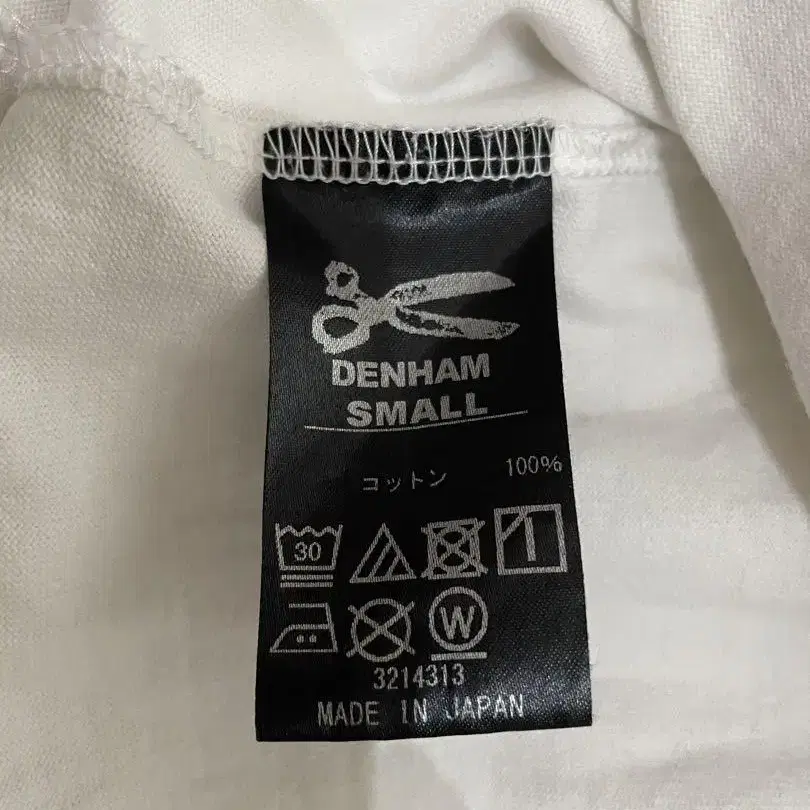 DENHAM
SMALL
コットン 100%
30
W
3214313
MADE IN JAPAN